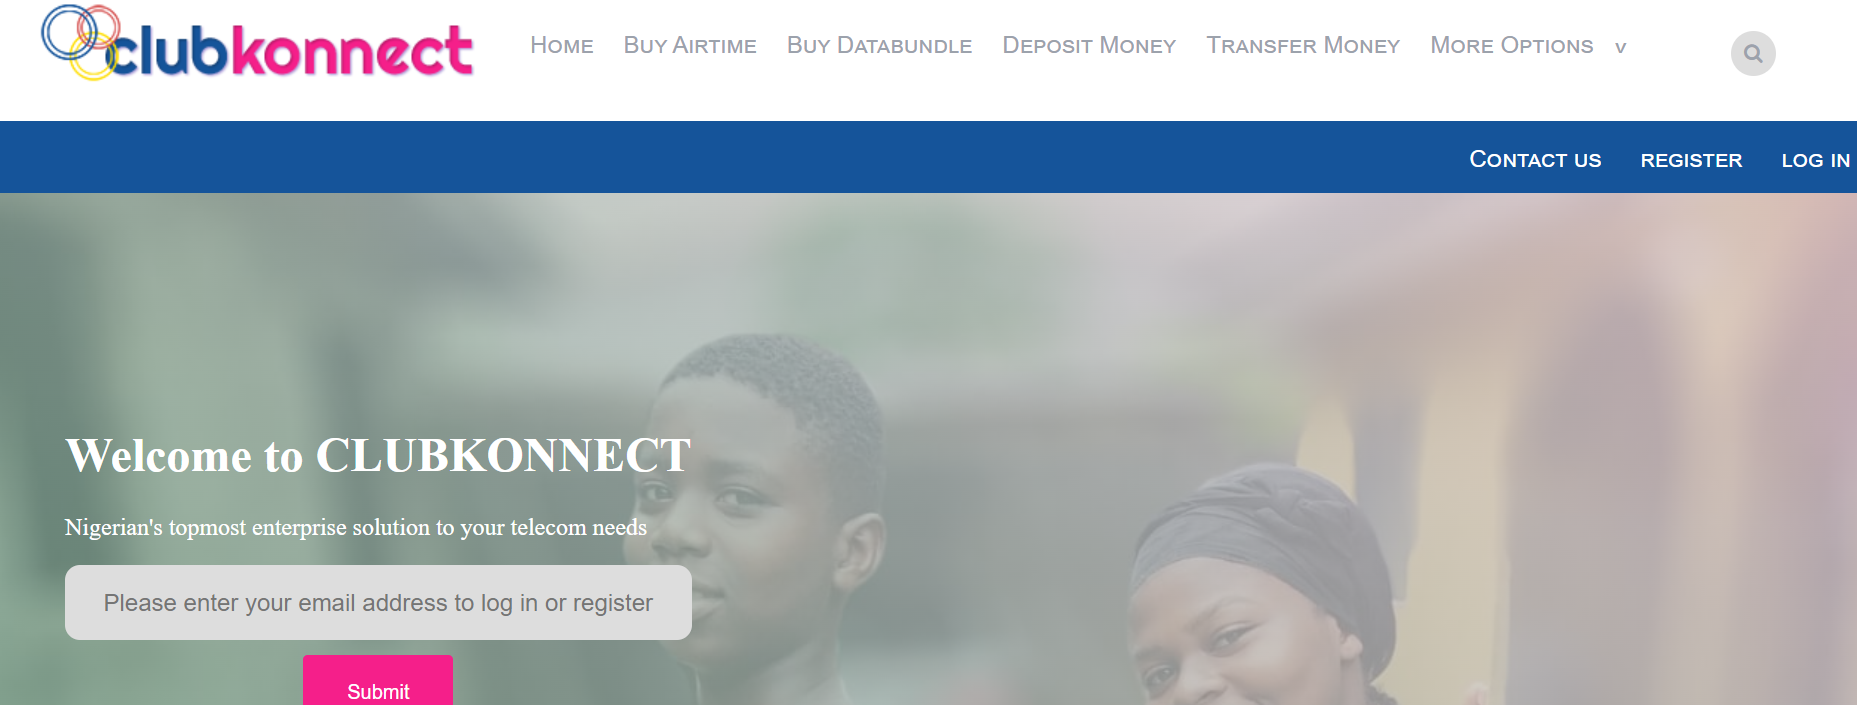 clubkonnect
Home Buy Airtime Buy Databundle Deposit Money Transfer Money More Options v
Contact us register log in
Welcome to CLUBKONNECT
Nigerian's topmost enterprise solution to your telecom needs
Please enter your email address to log in or register
Submit